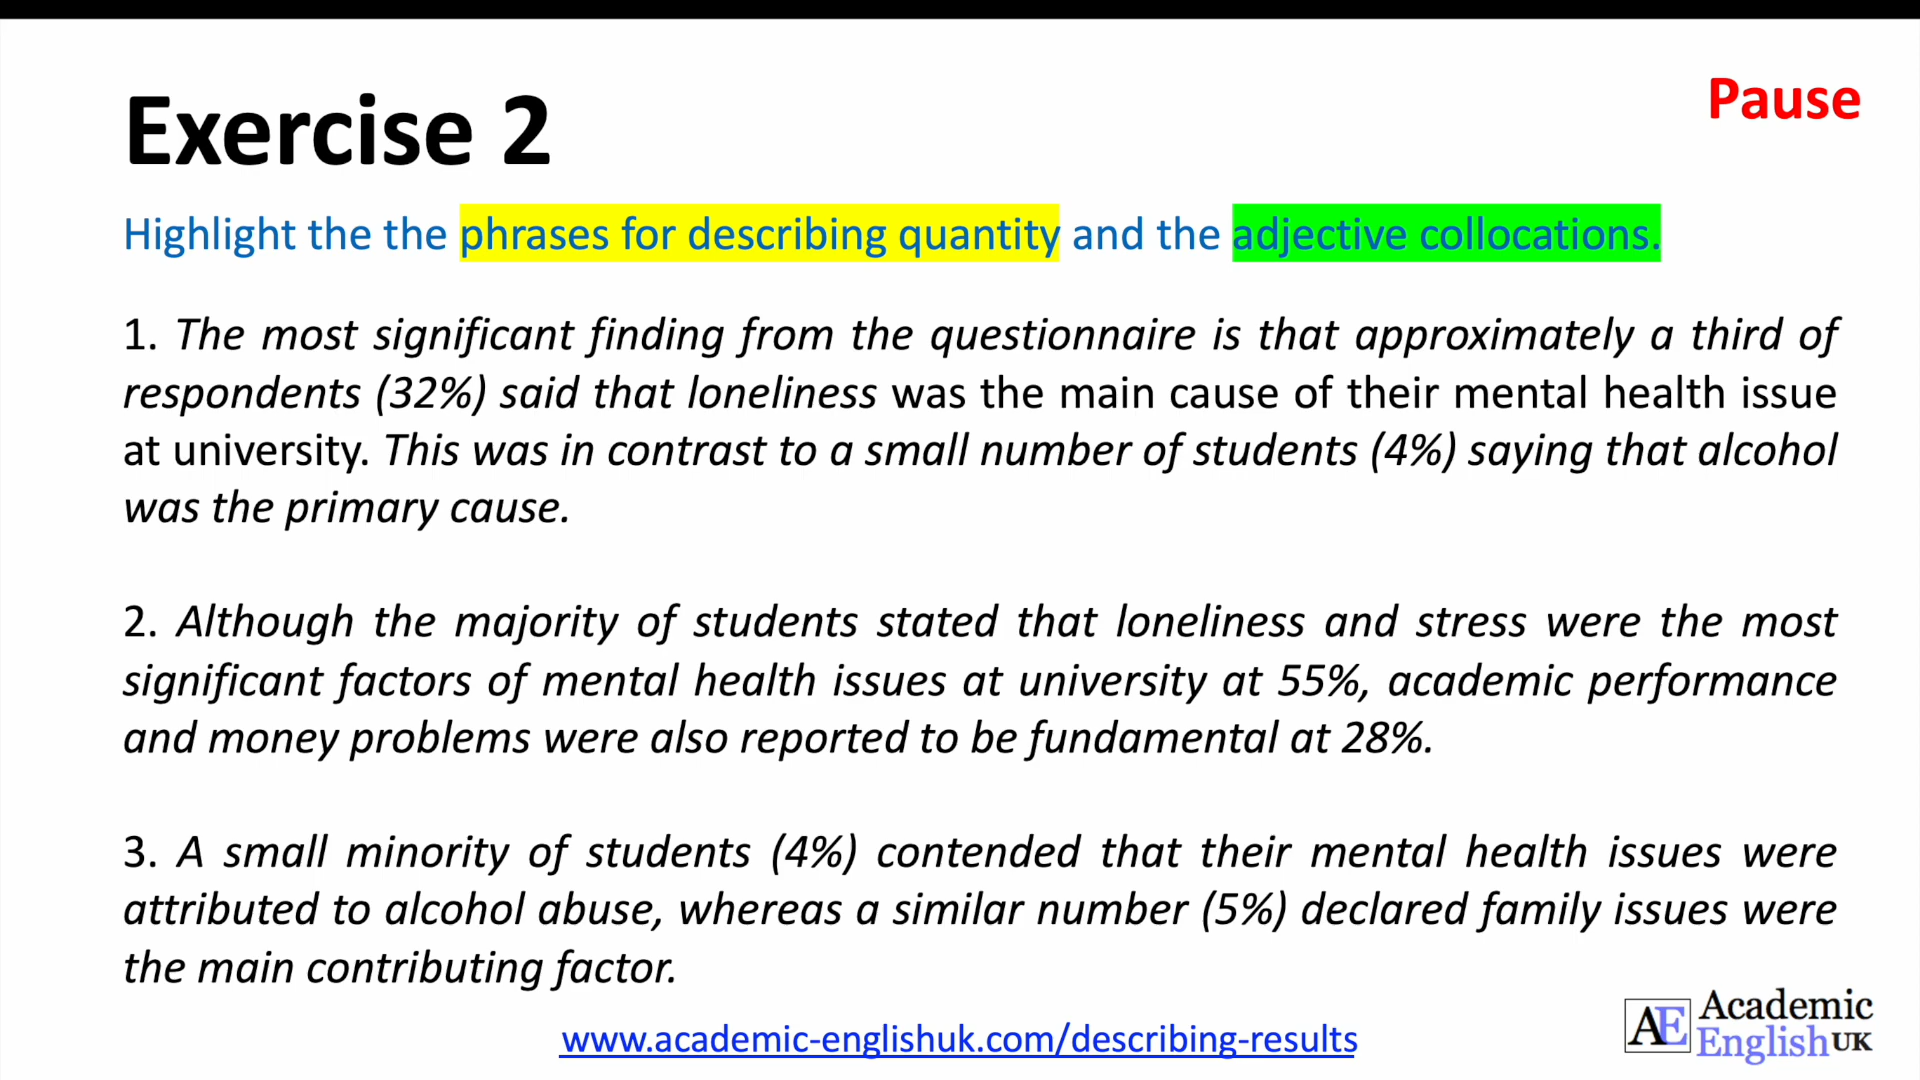 Exercise 2
Pause
Highlight the the phrases for describing quantity and the adjective collocations.
1. The most significant finding from the questionnaire is that approximately a third of
respondents (32%) said that loneliness was the main cause of their mental health issue
at university. This was in contrast to a small number of students (4%) saying that alcohol
was the primary cause.
2. Although the majority of students stated that loneliness and stress were the most
significant factors of mental health issues at university at 55%, academic performance
and money problems were also reported to be fundamental at 28%.
3. A small minority of students (4%) contended that their mental health issues were
attributed to alcohol abuse, whereas a similar number (5%) declared family issues were
the main contributing factor.
www.academic-englishuk.com/describing-results
AE Academic
English UK